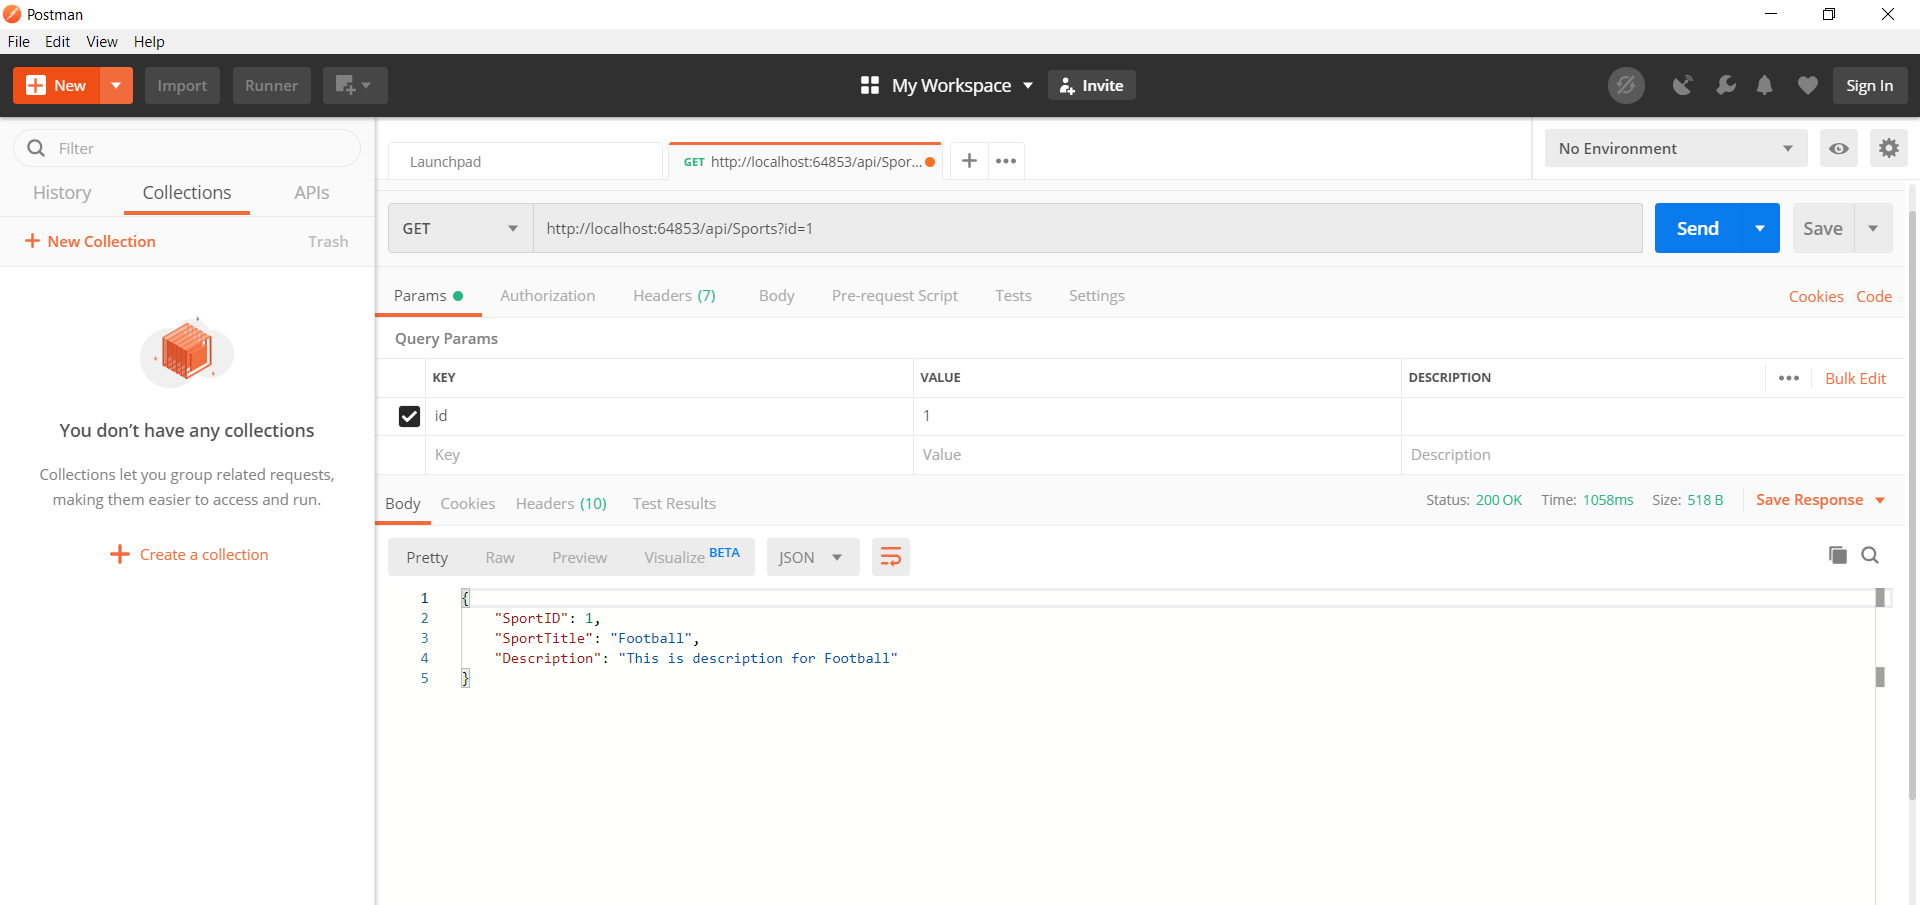 Postman
File Edit View Help
New Import Runner My Workspace Invite Sign In
Filter
History Collections APIs
New Collection Trash
You don’t have any collections
Collections let you group related requests,
making them easier to access and run.
Create a collection
Launchpad GET http://localhost:64853/api/Spor... No Environment
GET http://localhost:64853/api/Sports?id=1 Send Save
Params Authorization Headers (7) Body Pre-request Script Tests Settings Cookies Code
Query Params
KEY VALUE DESCRIPTION Bulk Edit
id 1
Key Value Description
Body Cookies Headers (10) Test Results Status: 200 OK Time: 1058ms Size: 518 B Save Response
Pretty Raw Preview Visualize BETA JSON
1 {
2 "SportID": 1,
3 "SportTitle": "Football",
4 "Description": "This is description for Football"
5 }